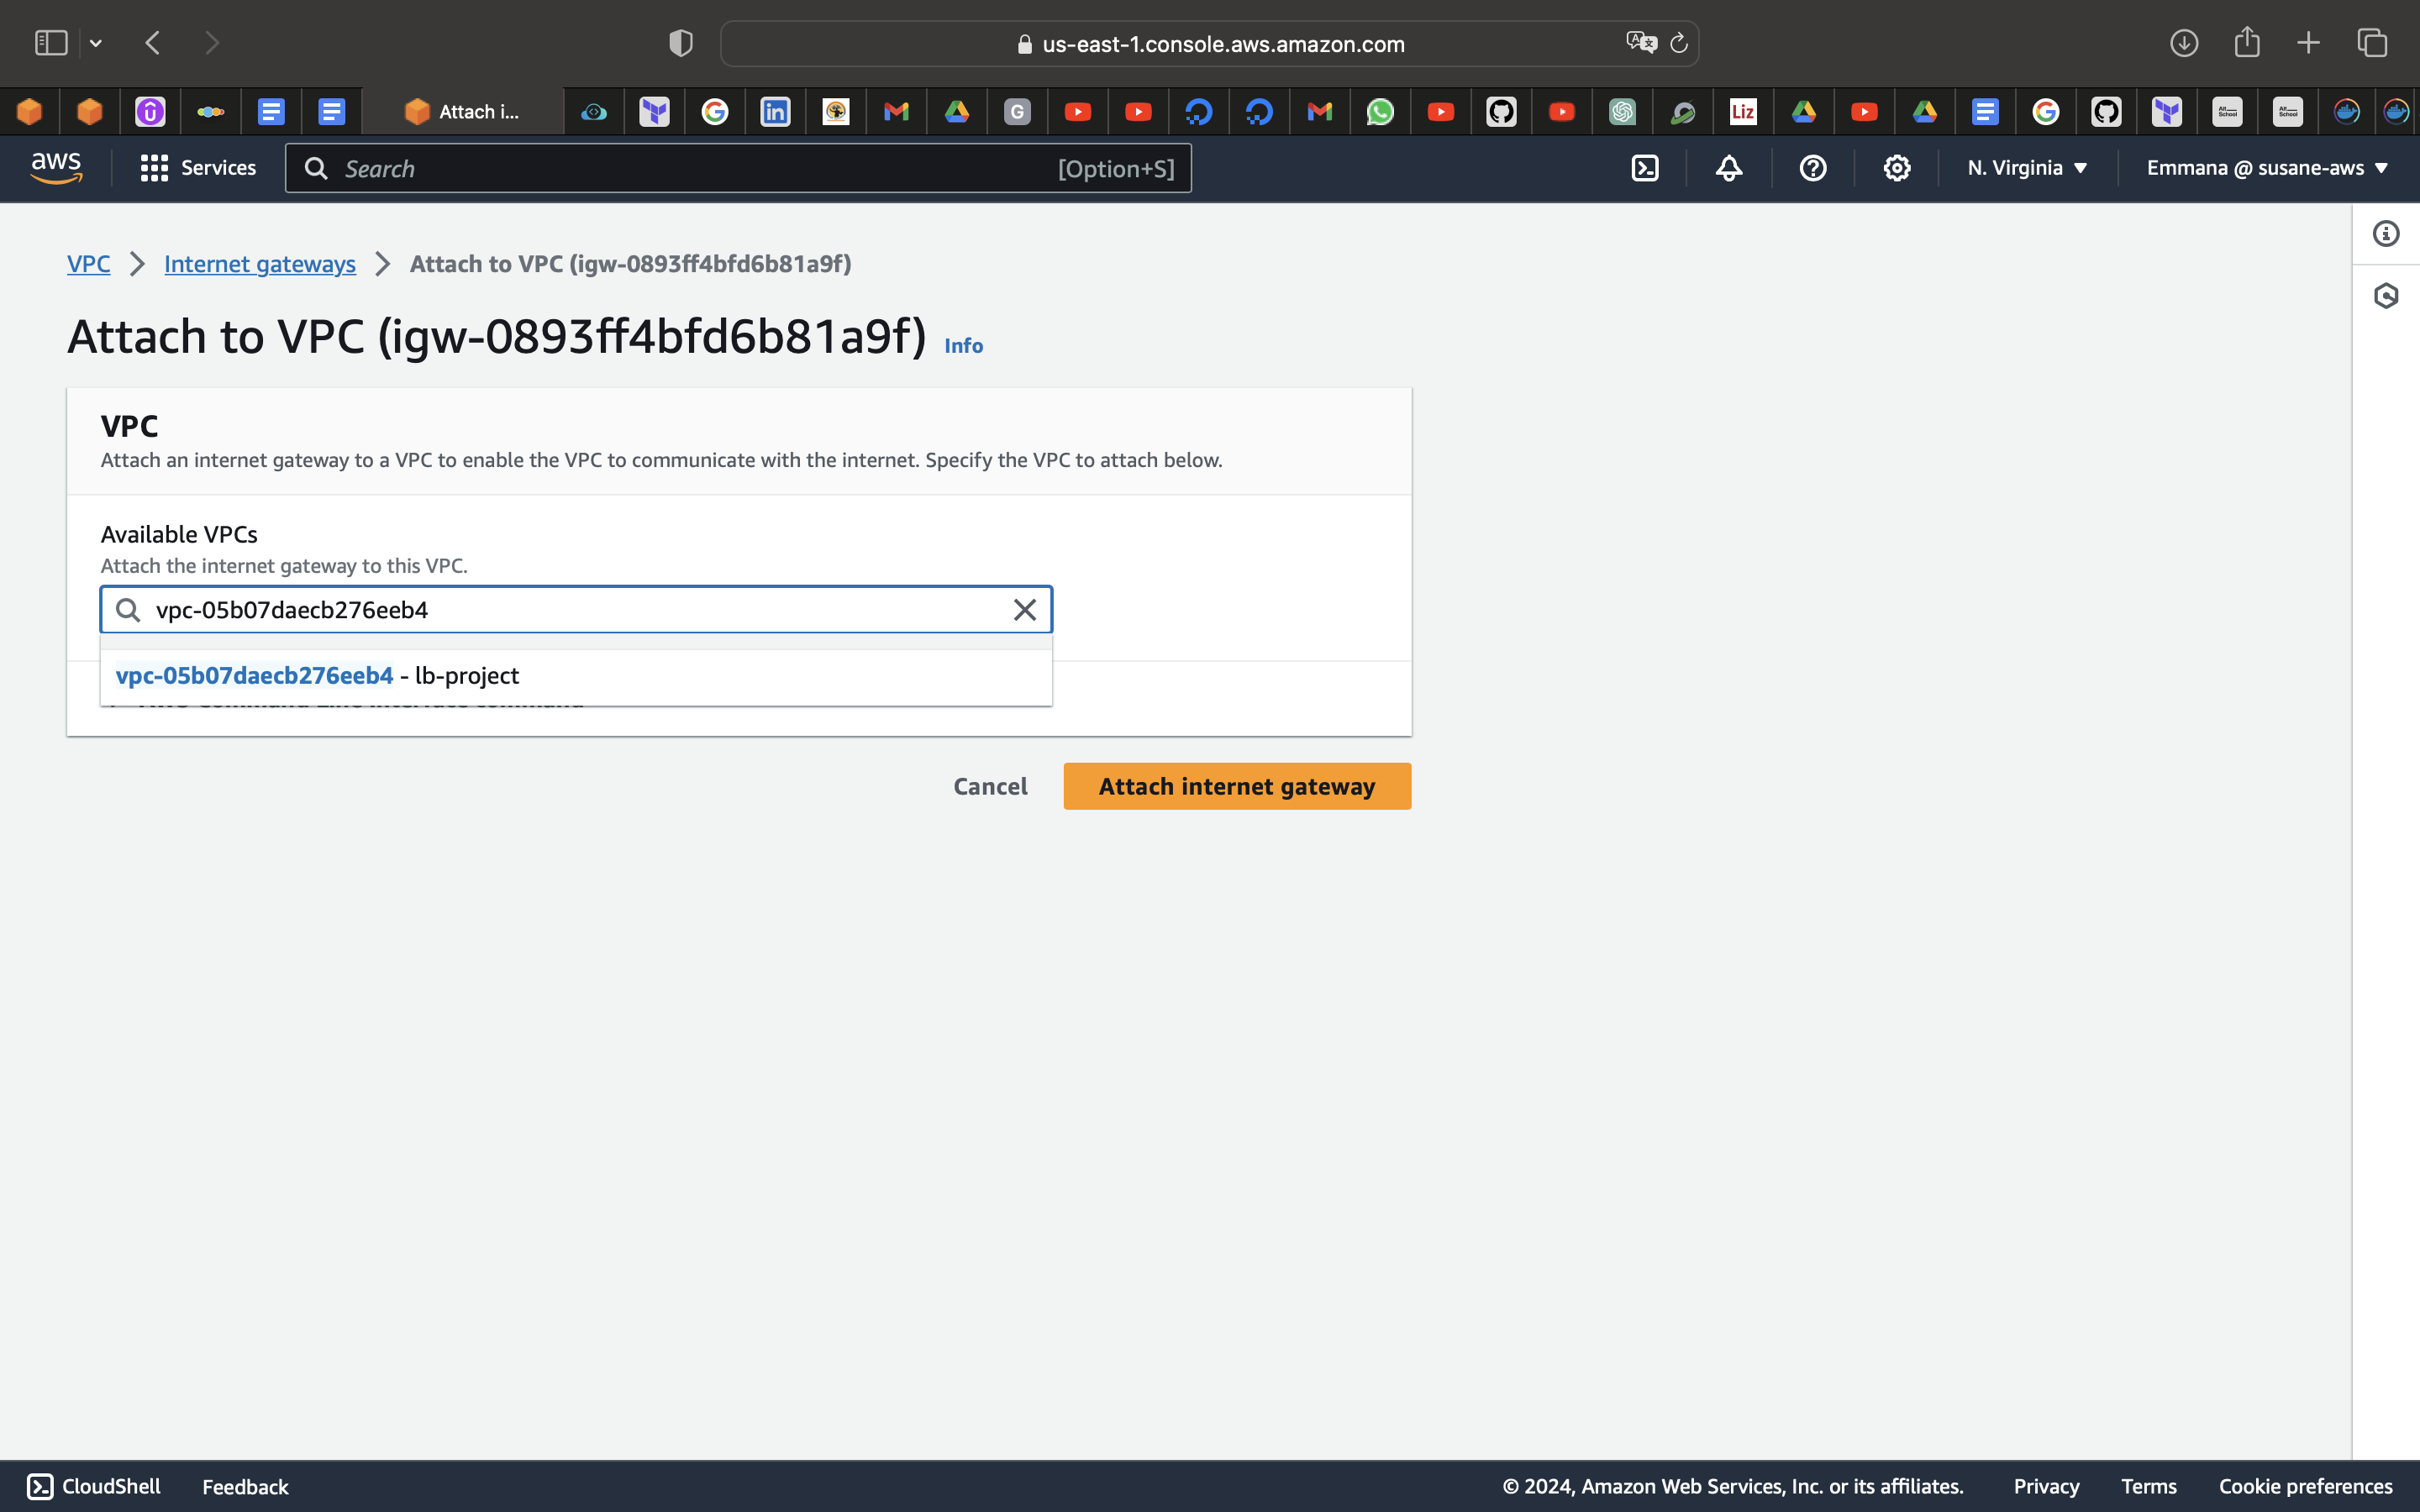 us-east-1.console.aws.amazon.com
Attach i...
G
in
Liz
aws
Services
Search
[Option+S]
N. Virginia
Emmana @ susane-aws
VPC
Internet gateways
Attach to VPC (igw-0893ff4bfd6b81a9f)
Attach to VPC (igw-0893ff4bfd6b81a9f)
Info
VPC
Attach an internet gateway to a VPC to enable the VPC to communicate with the internet. Specify the VPC to attach below.
Available VPCs
Attach the internet gateway to this VPC.
vpc-05b07daecb276eeb4
vpc-05b07daecb276eeb4 - lb-project
Cancel
Attach internet gateway
CloudShell
Feedback
© 2024, Amazon Web Services, Inc. or its affiliates.
Privacy
Terms
Cookie preferences